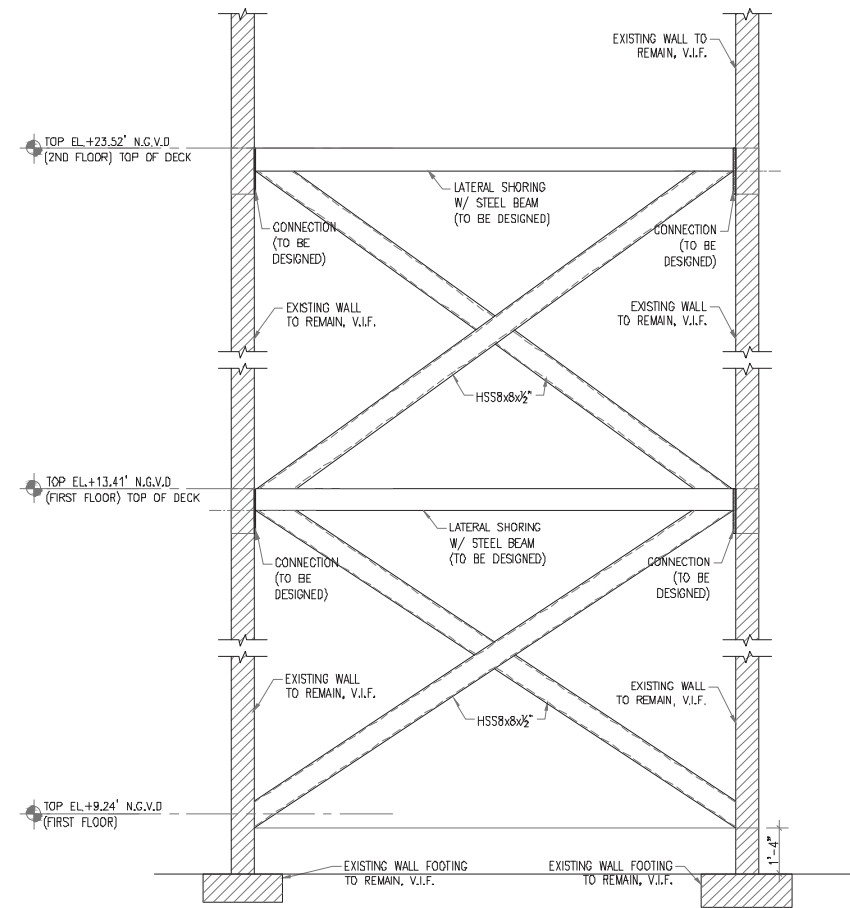 EXISTING WALL TO
REMAIN, V.I.F.
TOP EL.+23.52' N.G.V.D
(2ND FLOOR) TOP OF DECK
LATERAL SHORING
W/ STEEL BEAM
(TO BE DESIGNED)
CONNECTION
(TO BE
DESIGNED)
CONNECTION
(TO BE
DESIGNED)
EXISTING WALL
TO REMAIN, V.I.F.
EXISTING WALL
TO REMAIN, V.I.F.
HSS8x8x½"
TOP EL.+13.41' N.G.V.D
(FIRST FLOOR) TOP OF DECK
LATERAL SHORING
W/ STEEL BEAM
(TO BE DESIGNED)
CONNECTION
(TO BE
DESIGNED)
CONNECTION
(TO BE
DESIGNED)
EXISTING WALL
TO REMAIN, V.I.F.
EXISTING WALL
TO REMAIN, V.I.F.
HSS8x8x½"
TOP EL.+9.24' N.G.V.D
(FIRST FLOOR)
1'-4"
EXISTING WALL FOOTING
TO REMAIN, V.I.F.
EXISTING WALL FOOTING
TO REMAIN, V.I.F.